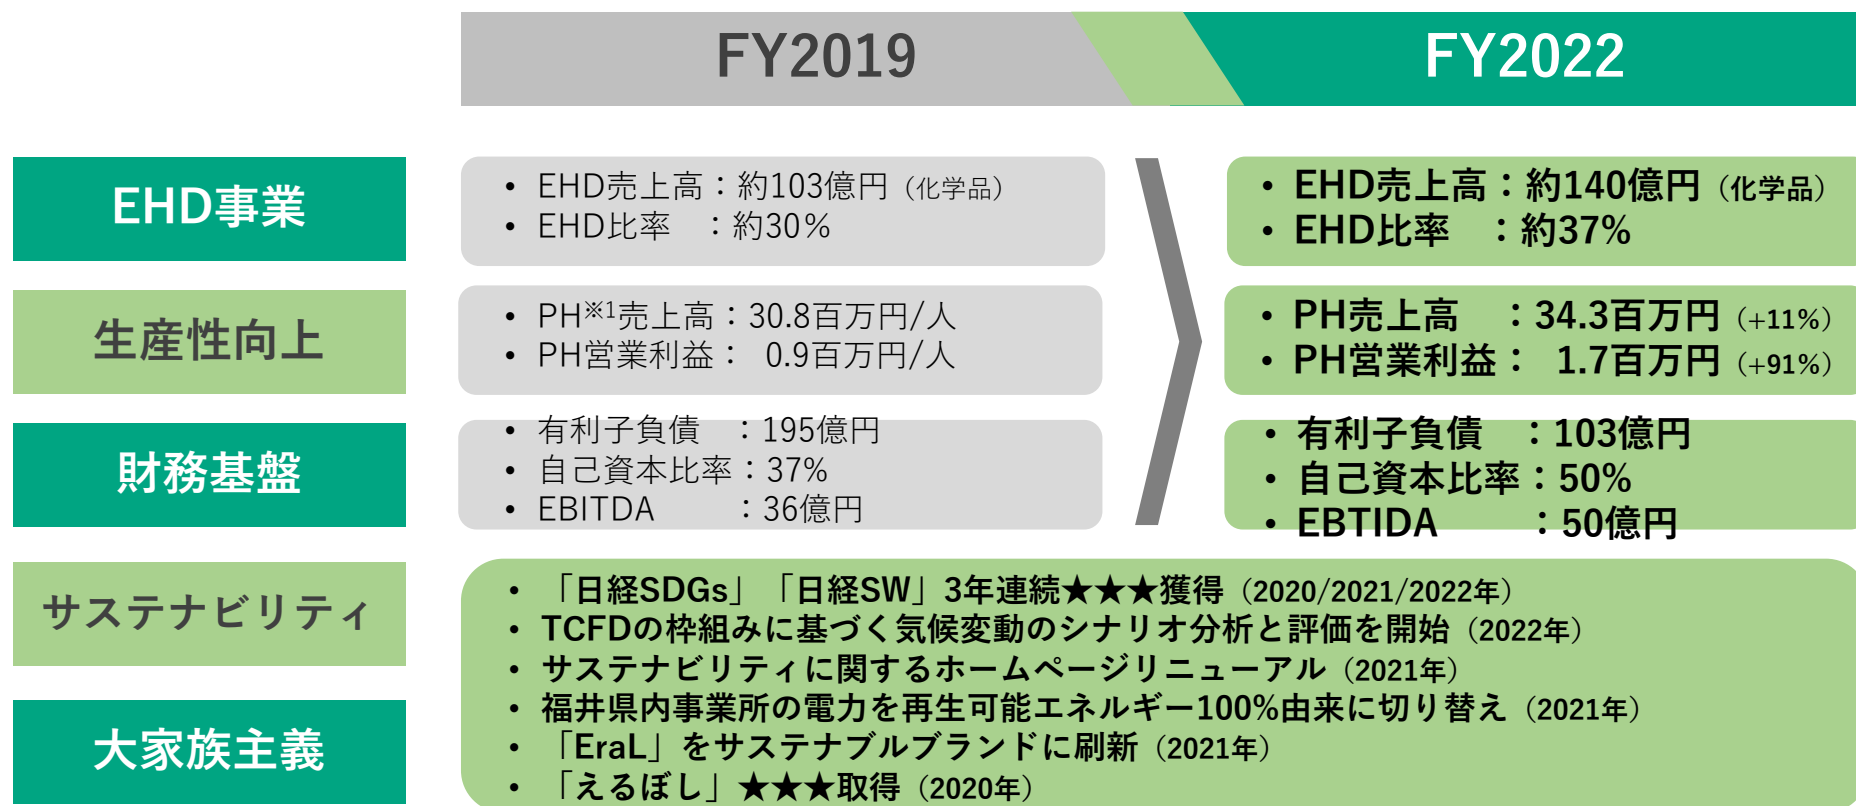 FY2019
FY2022
EHD事業
• EHD売上高：約103億円（化学品）
• EHD比率　：約30％
• EHD売上高：約140億円（化学品）
• EHD比率　：約37%
生産性向上
• PH※1売上高：30.8百万円/人
• PH営業利益： 0.9百万円/人
• PH売上高　：34.3百万円（+11%）
• PH営業利益： 1.7百万円（+91%）
財務基盤
• 有利子負債　：195億円
• 自己資本比率：37%
• EBITDA　　：36億円
• 有利子負債　：103億円
• 自己資本比率：50%
• EBTIDA　　：50億円
サステナビリティ
大家族主義
• 「日経SDGs」「日経SW」3年連続★★★獲得（2020/2021/2022年）
• TCFDの枠組みに基づく気候変動のシナリオ分析と評価を開始（2022年）
• サステナビリティに関するホームページリニューアル（2021年）
• 福井県内事業所の電力を再生可能エネルギー100%由来に切り替え（2021年）
• 「EraL」をサステナブルブランドに刷新（2021年）
• 「えるぼし」★★★取得（2020年）